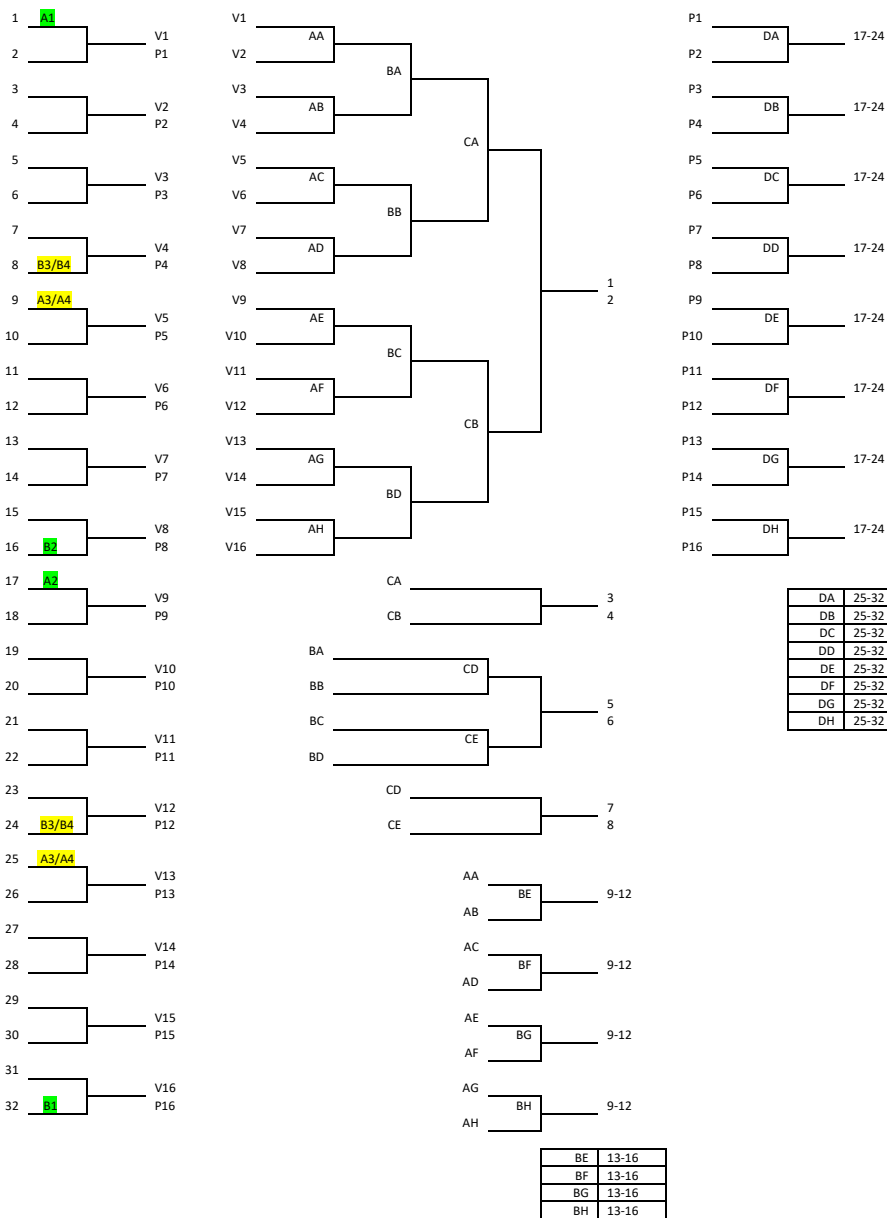 1 A1
V1
2 P1
3
V2
4 P2
5
V3
6 P3
7
V4
8 B3/B4 P4
9 A3/A4
V5
10 P5
11
V6
12 P6
13
V7
14 P7
15
V8
16 B2 P8
17 A2
V9
18 P9
19
V10
20 P10
21
V11
22 P11
23
V12
24 B3/B4 P12
25 A3/A4
V13
26 P13
27
V14
28 P14
29
V15
30 P15
31
V16
32 B1 P16
V1
AA
V2
BA
V3
AB
V4
CA
V5
AC
V6
BB
V7
AD
V8
1
2
V9
AE
V10
BC
V11
AF
V12
CB
V13
AG
V14
BD
V15
AH
V16
CA
3
CB 4
BA
CD
BB
5
BC 6
CE
BD
CD
7
CE 8
AA
BE 9-12
AB
AC
BF 9-12
AD
AE
BG 9-12
AF
AG
BH 9-12
AH
BE 13-16
BF 13-16
BG 13-16
BH 13-16
P1
DA 17-24
P2
P3
DB 17-24
P4
P5
DC 17-24
P6
P7
DD 17-24
P8
P9
DE 17-24
P10
P11
DF 17-24
P12
P13
DG 17-24
P14
P15
DH 17-24
P16
DA 25-32
DB 25-32
DC 25-32
DD 25-32
DE 25-32
DF 25-32
DG 25-32
DH 25-32